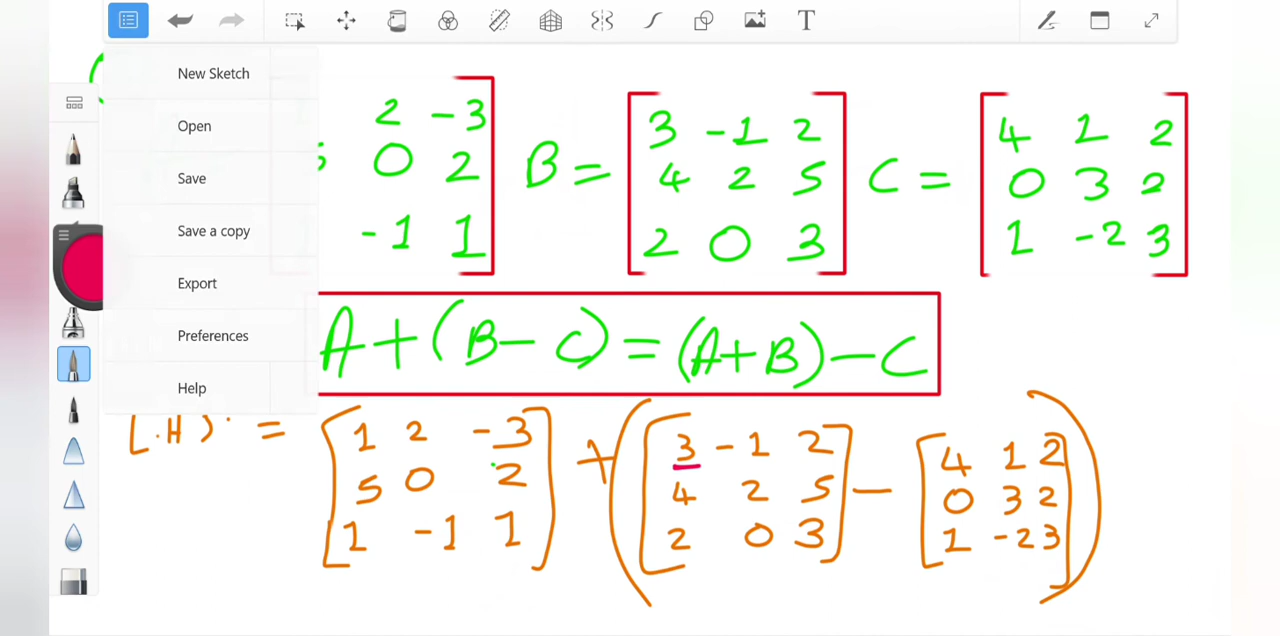 T
New Sketch
Open
Save
Save a copy
Export
Preferences
Help
2 -3
0 2
-1 1
B =
3 -1 2
4 2 5
2 0 3
C =
4 1 2
0 3 2
1 -2 3
A+(B-C)=(A+B)-C
L.H) =
1 2 -3
5 0 2
1 -1 1
+
3 -1 2
4 2 5
2 0 3
-
4 1 2
0 3 2
1 -2 3